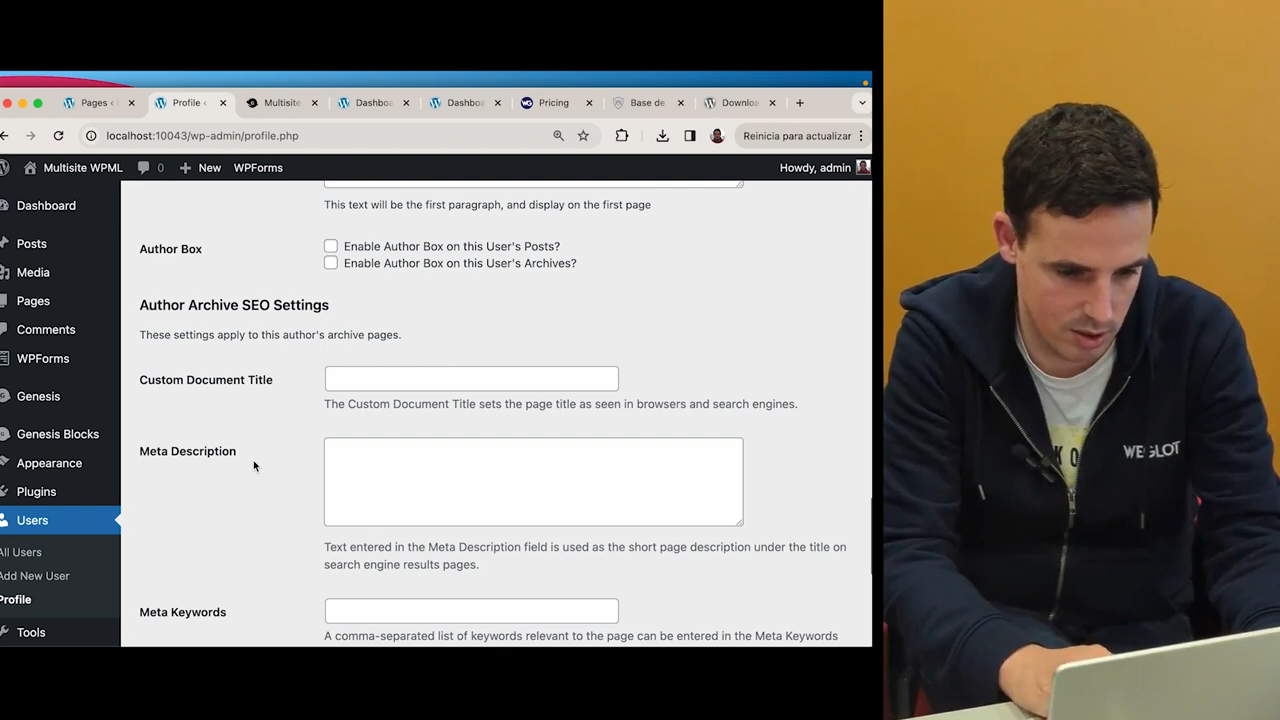 Pages ‹
Profile ‹
Multisite
Dashbo
Dashbo
Pricing
Base de
Downlo
localhost:10043/wp-admin/profile.php
Reinicia para actualizar
Multisite WPML
0
New
WPForms
Howdy, admin
Dashboard
Posts
Media
Pages
Comments
WPForms
Genesis
Genesis Blocks
Appearance
Plugins
Users
All Users
Add New User
Profile
Tools
This text will be the first paragraph, and display on the first page
Author Box
Enable Author Box on this User's Posts?
Enable Author Box on this User's Archives?
Author Archive SEO Settings
These settings apply to this author's archive pages.
Custom Document Title
The Custom Document Title sets the page title as seen in browsers and search engines.
Meta Description
Text entered in the Meta Description field is used as the short page description under the title on
search engine results pages.
Meta Keywords
A comma-separated list of keywords relevant to the page can be entered in the Meta Keywords
WEGLOT